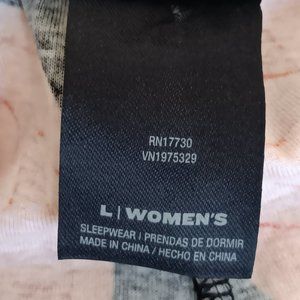 RN17730
VN1975329
L | WOMEN'S
SLEEPWEAR | PRENDAS DE DORMIR
MADE IN CHINA / HECHO EN CHINA